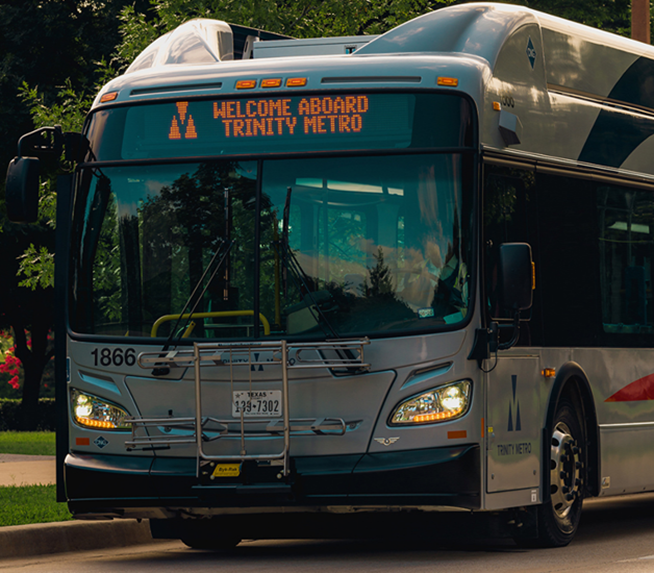 WELCOME ABOARD
TRINITY METRO
1866
TEXAS
139•7302
TRINITY METRO